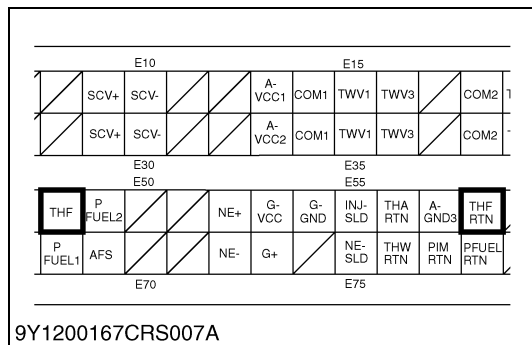 E10 E15
SCV+ SCV- A-VCC1 COM1 TWV1 TWV3 COM2
SCV+ SCV- A-VCC2 COM1 TWV1 TWV3 COM2
E30 E35
E50 E55
THF P FUEL2 NE+ G-VCC G-GND INJ-SLD THA RTN A-GND3 THF RTN
P FUEL1 AFS NE- G+ NE-SLD THW RTN PIM RTN PFUEL RTN
E70 E75
9Y1200167CRS007A